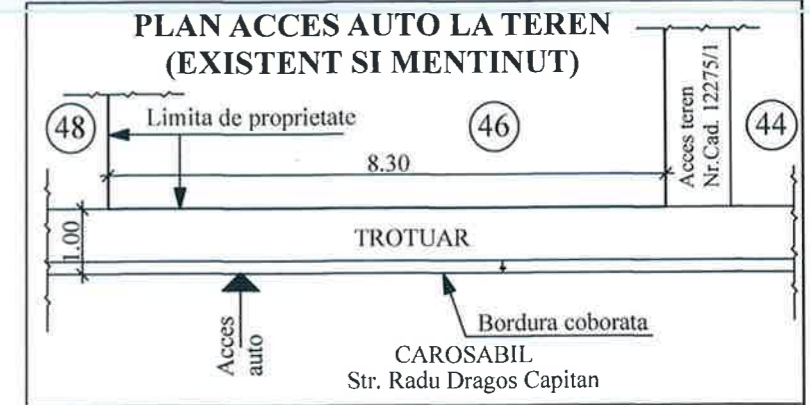 PLAN ACCES AUTO LA TEREN
(EXISTENT SI MENTINUT)
48
Limita de proprietate
46
Acces teren
Nr.Cad. 12275/1
44
8.30
1.00
TROTUAR
Acces
auto
Bordura coborata
CAROSABIL
Str. Radu Dragos Capitan